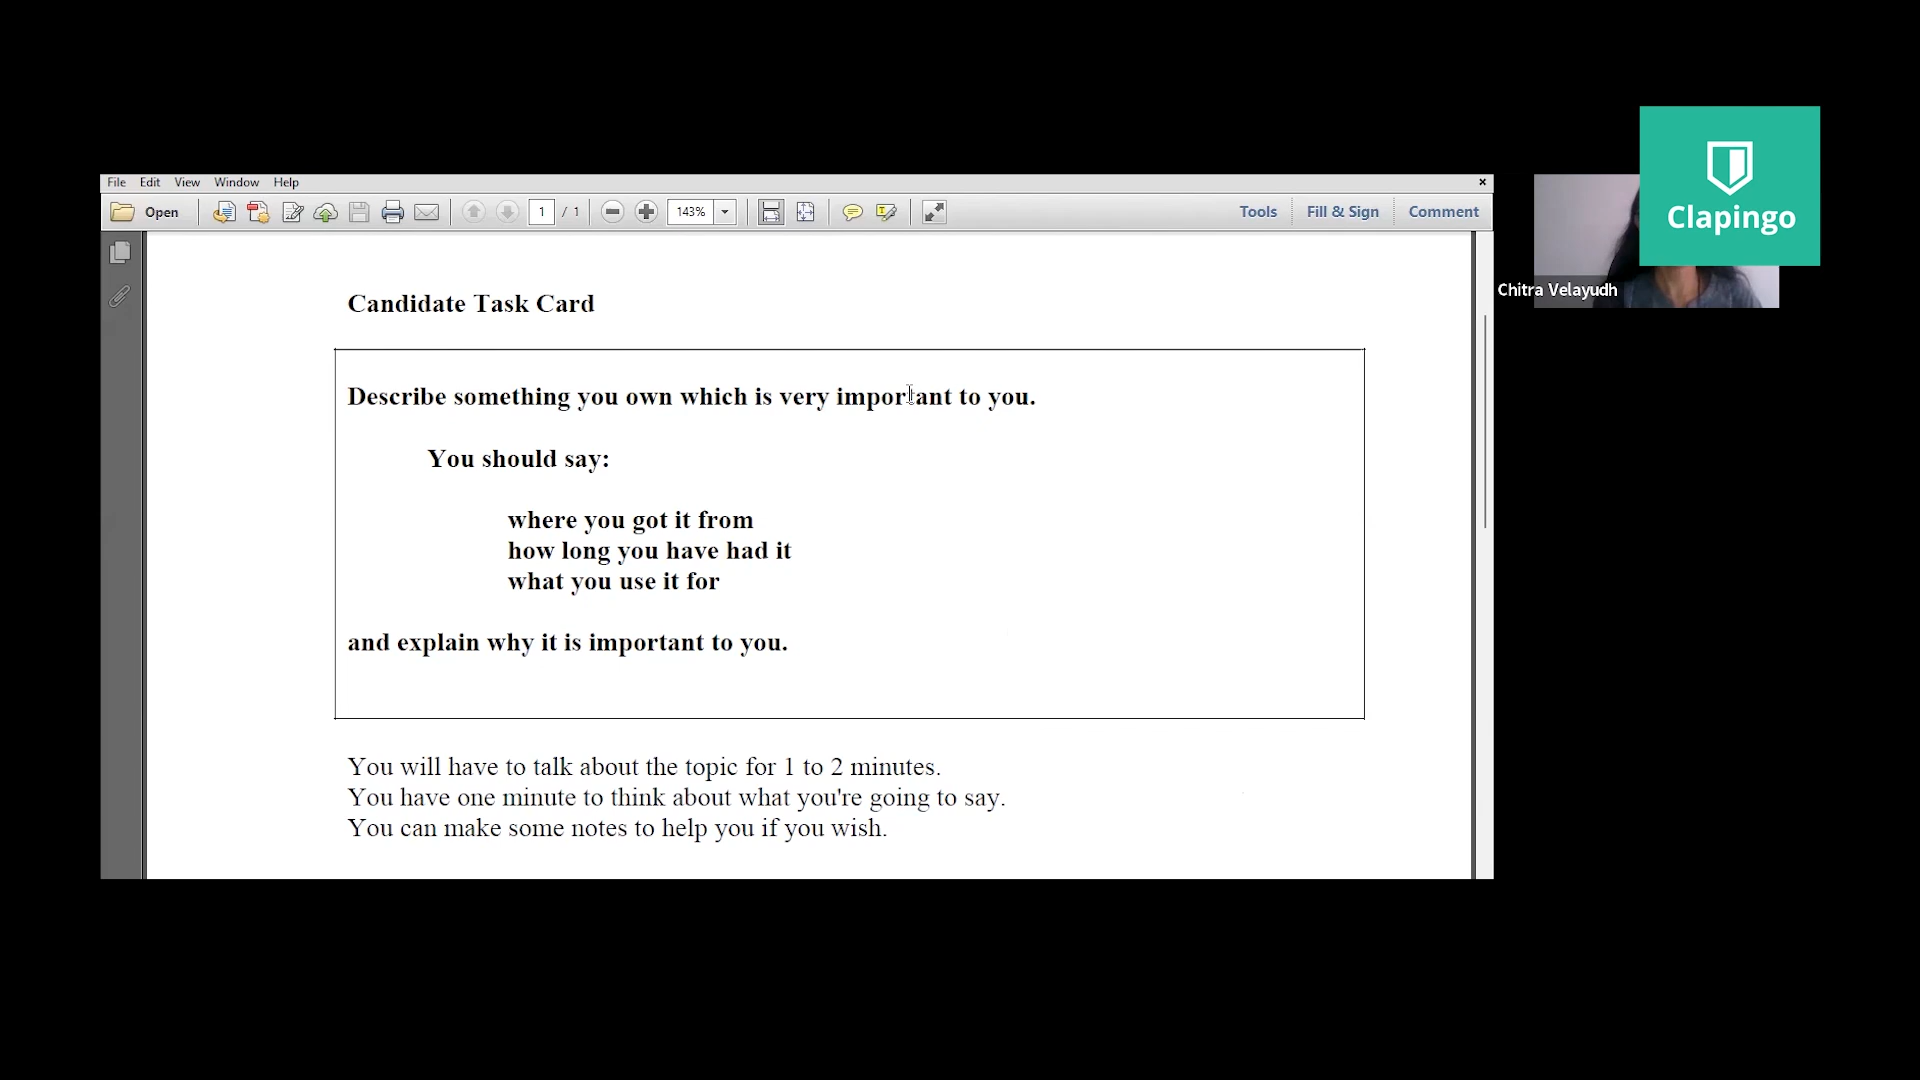 File Edit View Window Help
Open 1 / 1 143% Tools Fill & Sign Comment
Clapingo
Chitra Velayudh
Candidate Task Card
Describe something you own which is very important to you.
You should say:
where you got it from
how long you have had it
what you use it for
and explain why it is important to you.
You will have to talk about the topic for 1 to 2 minutes.
You have one minute to think about what you're going to say.
You can make some notes to help you if you wish.